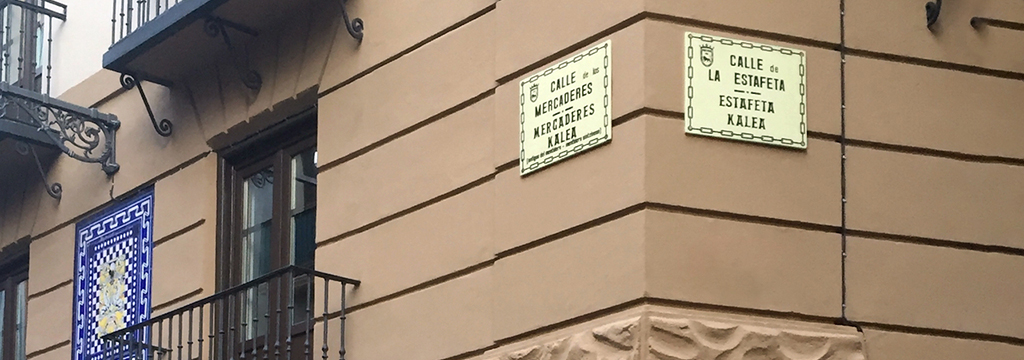 CALLE de los
MERCADERES
MERCADERES
KALEA
CALLE de
LA ESTAFETA
ESTAFETA
KALEA